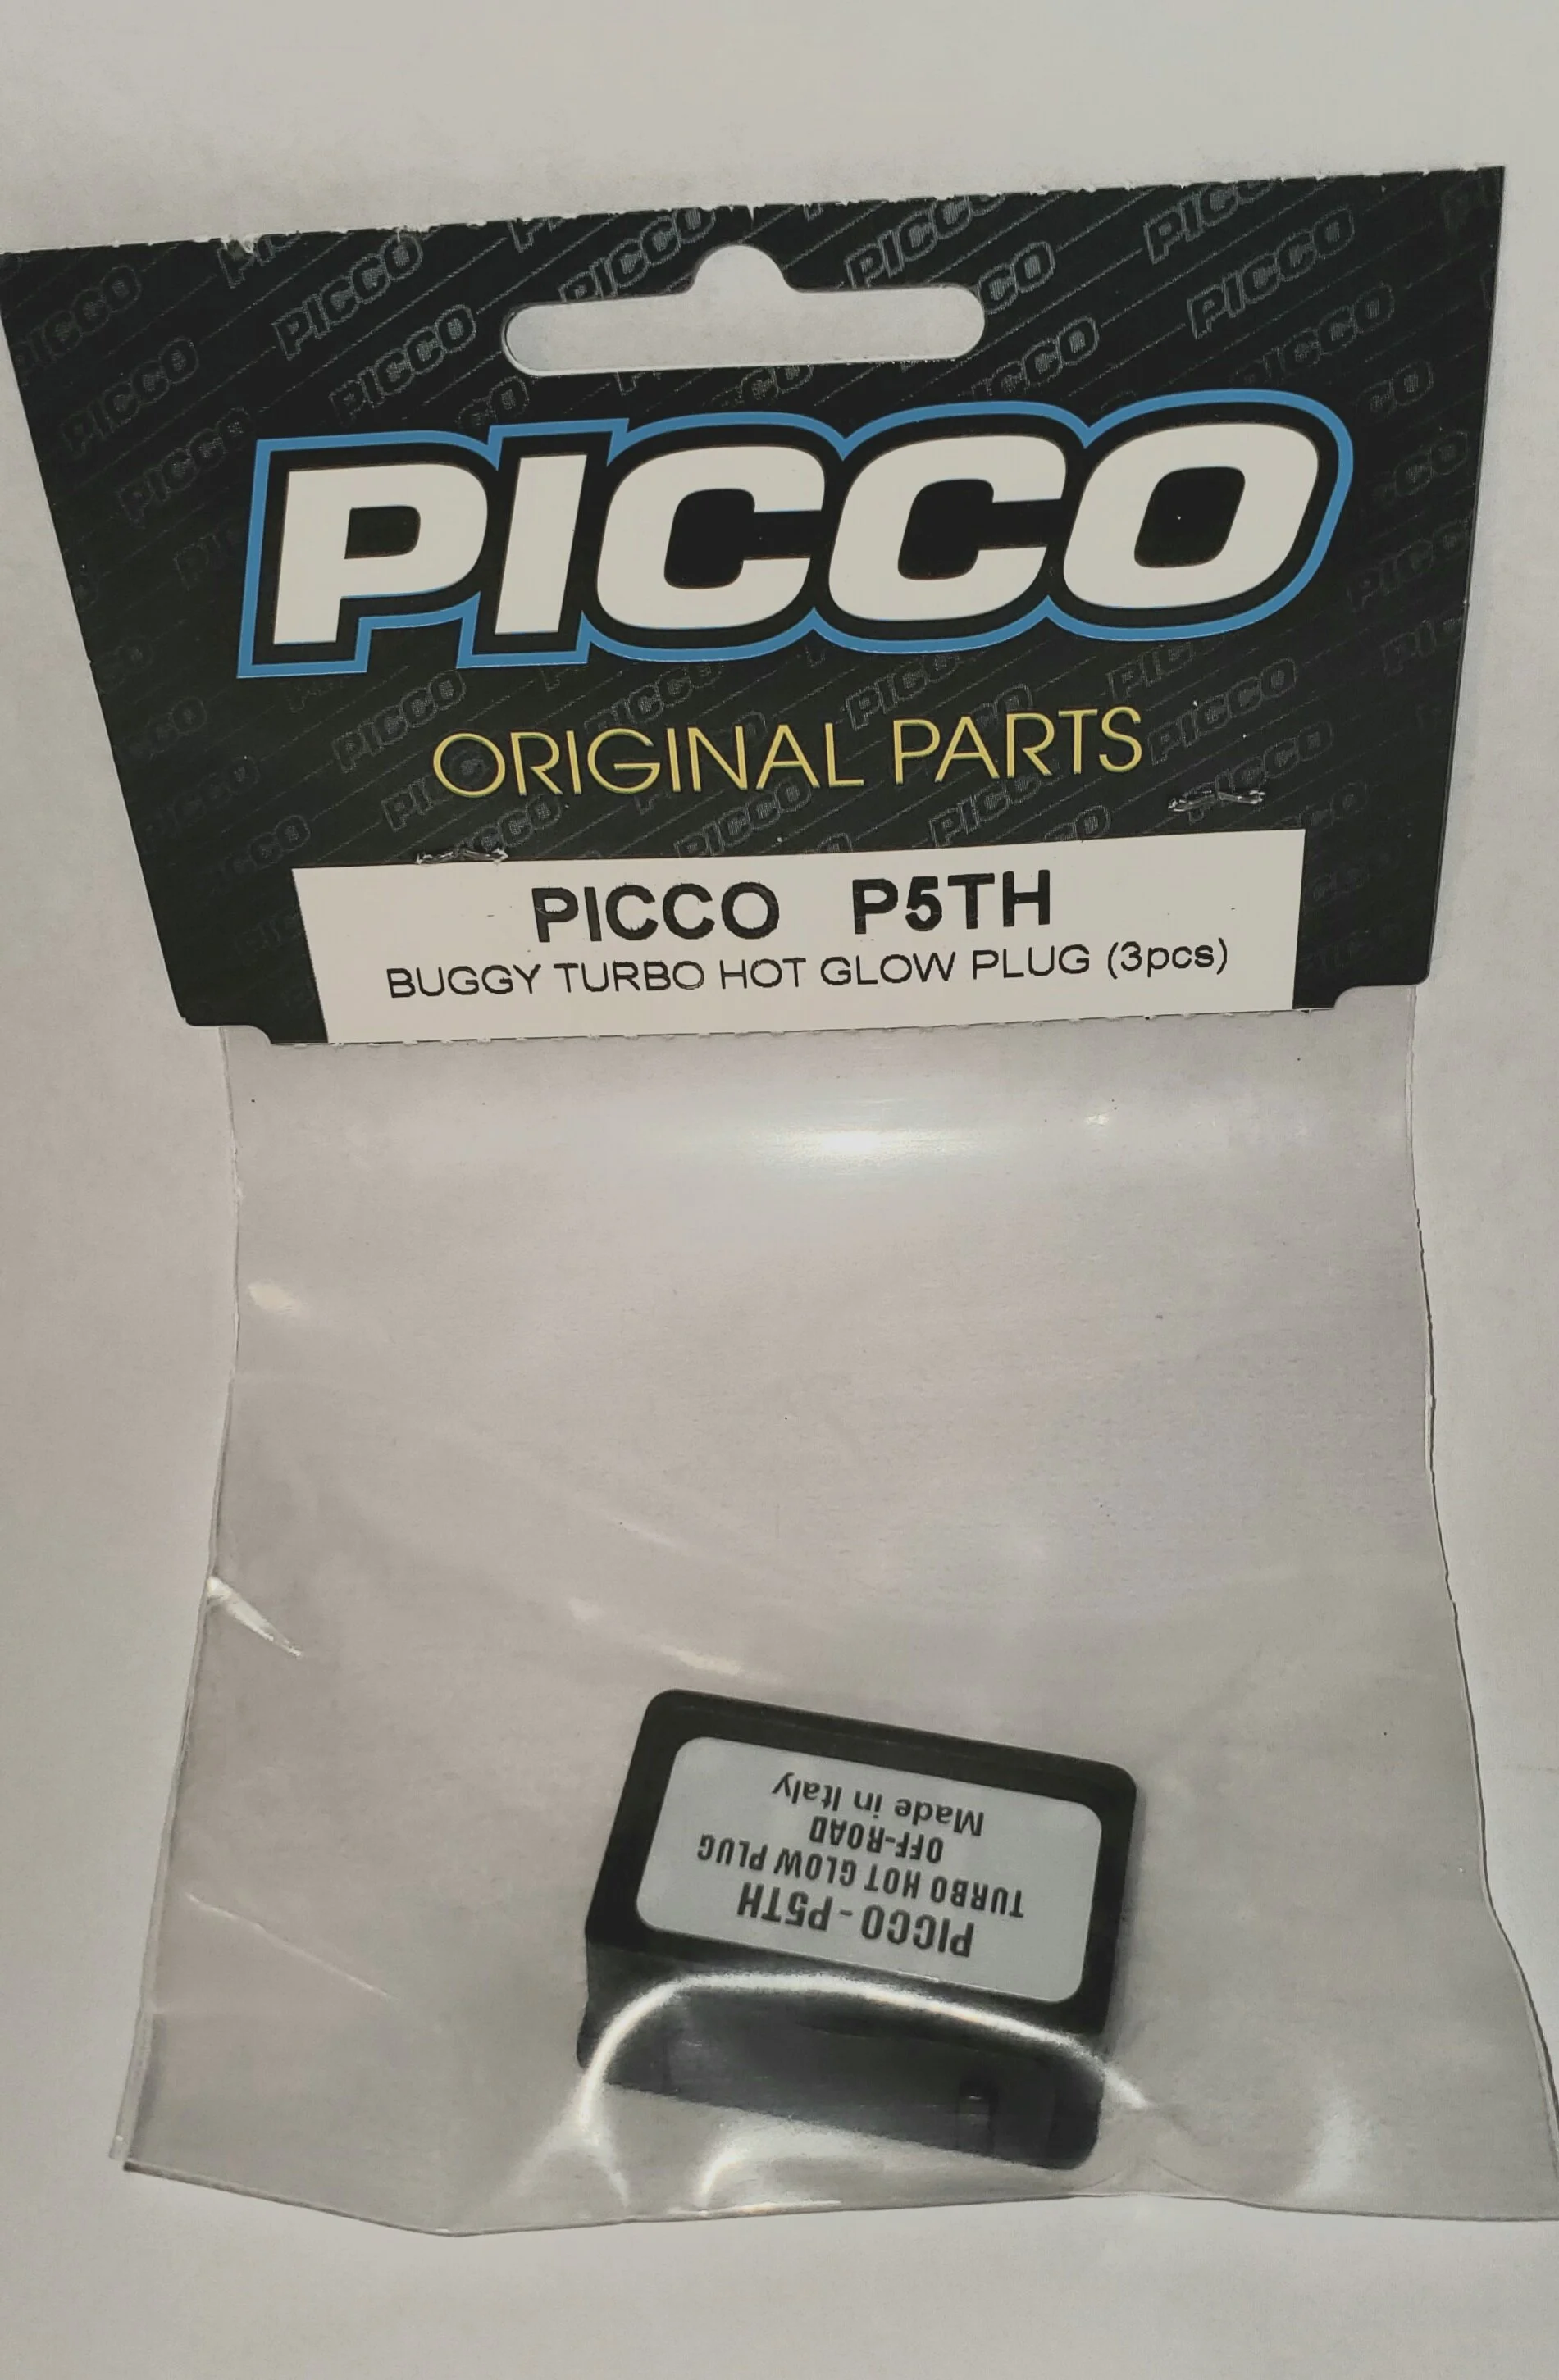 PICCO
ORIGINAL PARTS
PICCO P5TH
BUGGY TURBO HOT GLOW PLUG (3pcs)
PICCO - P5TH
TURBO HOT GLOW PLUG
OFF-ROAD
Made in Italy